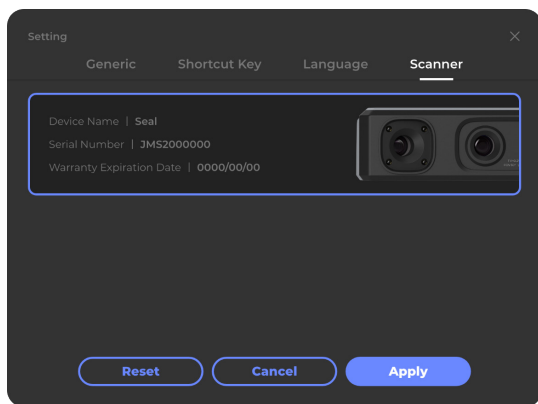 Setting
Generic Shortcut Key Language Scanner
Device Name | Seal
Serial Number | JMS2000000
Warranty Expiration Date | 0000/00/00
Reset Cancel Apply